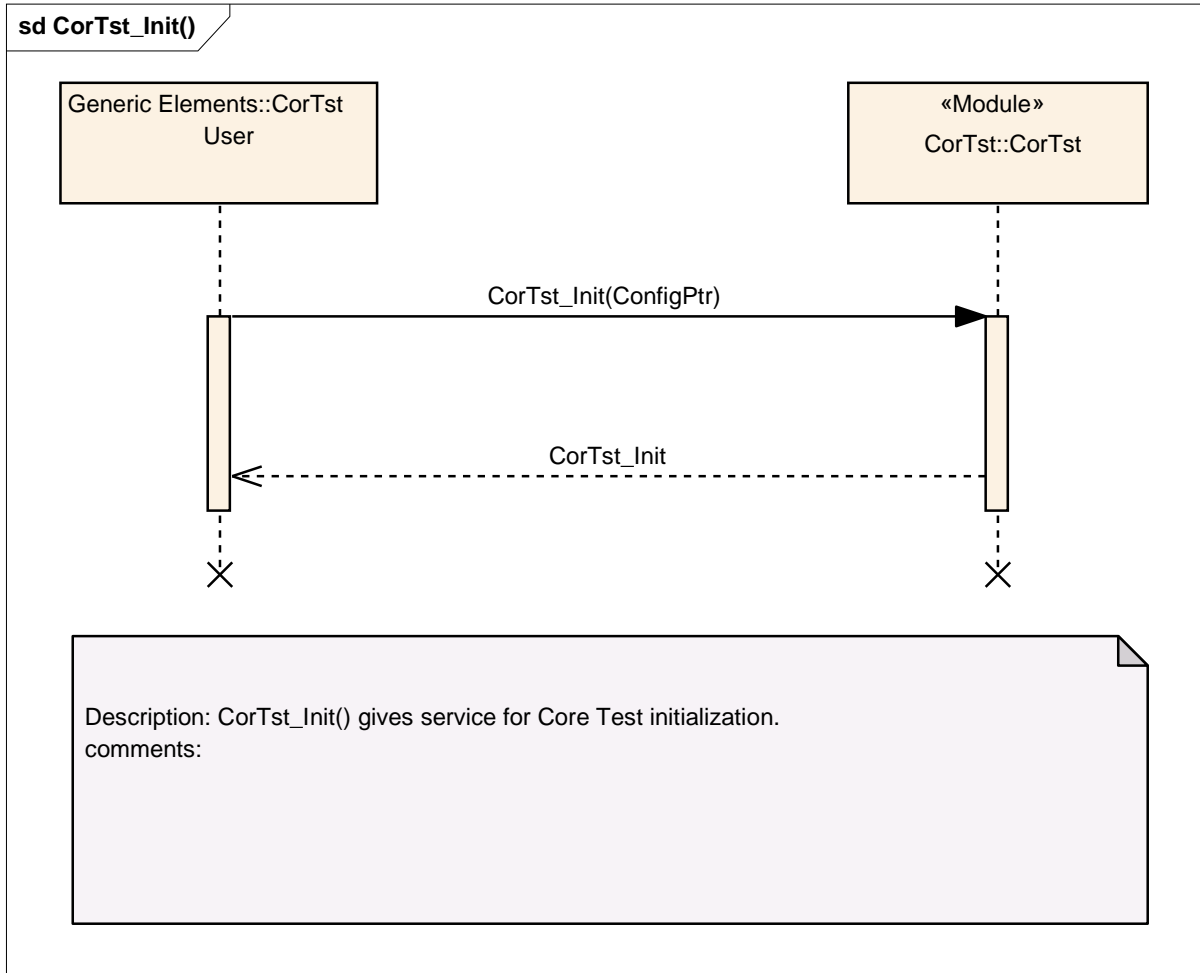 sd CorTst_Init()
Generic Elements::CorTst
User
«Module»
CorTst::CorTst
CorTst_Init(ConfigPtr)
CorTst_Init
Description: CorTst_Init() gives service for Core Test initialization.
comments: